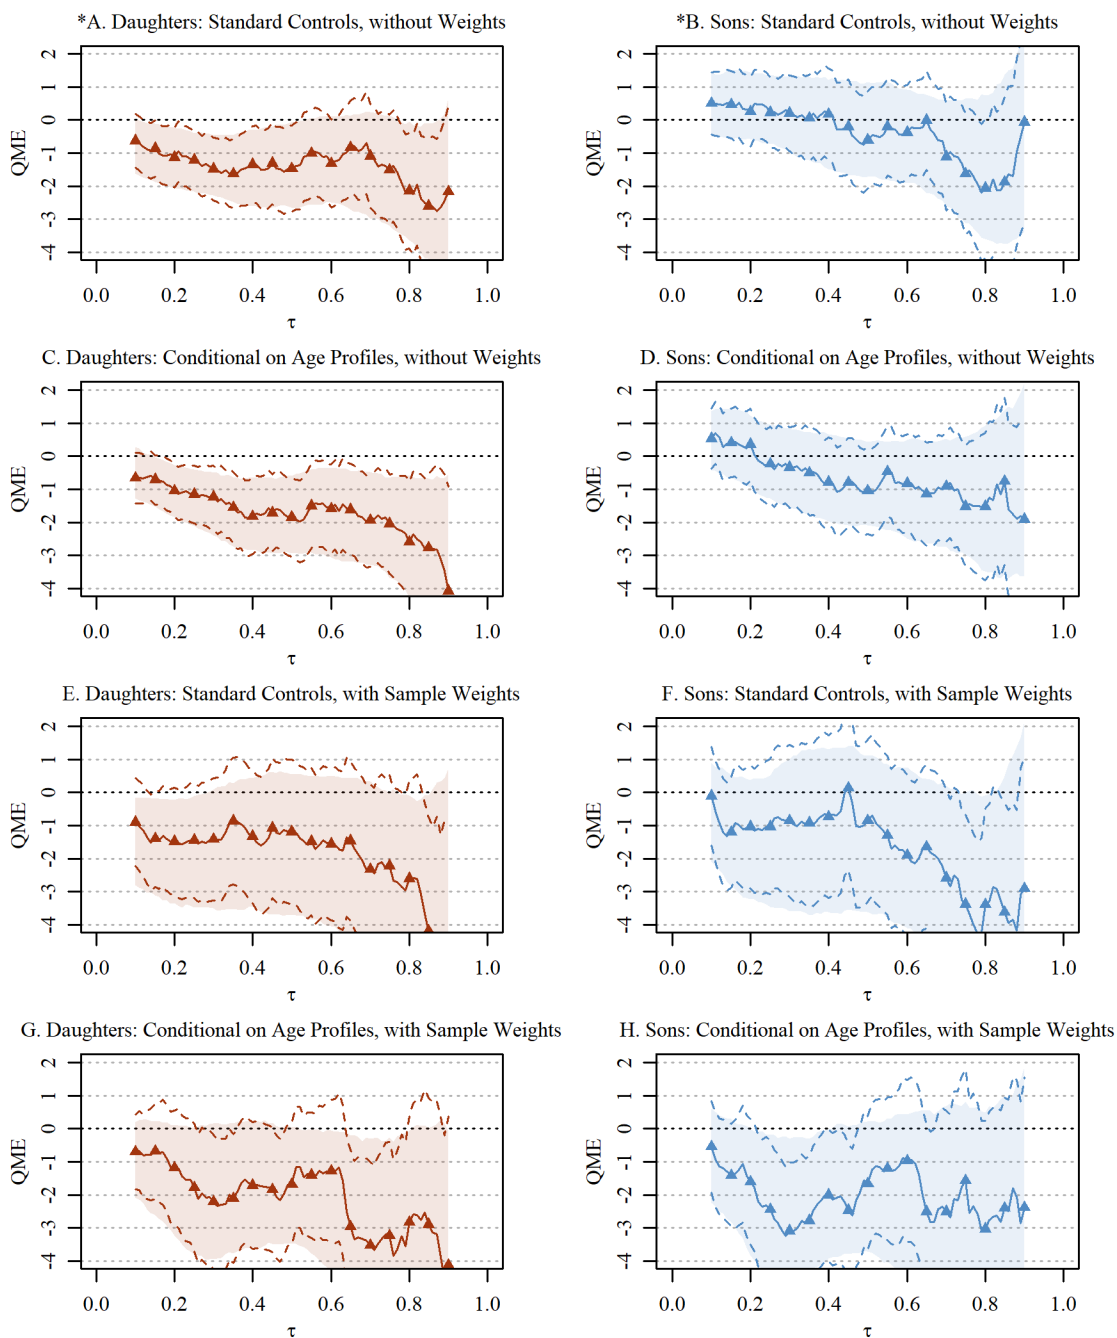 *A. Daughters: Standard Controls, without Weights
*B. Sons: Standard Controls, without Weights
QME
2
1
0
-1
-2
-3
-4
0.0 0.2 0.4 0.6 0.8 1.0
τ
QME
2
1
0
-1
-2
-3
-4
0.0 0.2 0.4 0.6 0.8 1.0
τ
C. Daughters: Conditional on Age Profiles, without Weights
D. Sons: Conditional on Age Profiles, without Weights
QME
2
1
0
-1
-2
-3
-4
0.0 0.2 0.4 0.6 0.8 1.0
τ
QME
2
1
0
-1
-2
-3
-4
0.0 0.2 0.4 0.6 0.8 1.0
τ
E. Daughters: Standard Controls, with Sample Weights
F. Sons: Standard Controls, with Sample Weights
QME
2
1
0
-1
-2
-3
-4
0.0 0.2 0.4 0.6 0.8 1.0
τ
QME
2
1
0
-1
-2
-3
-4
0.0 0.2 0.4 0.6 0.8 1.0
τ
G. Daughters: Conditional on Age Profiles, with Sample Weights
H. Sons: Conditional on Age Profiles, with Sample Weights
QME
2
1
0
-1
-2
-3
-4
0.0 0.2 0.4 0.6 0.8 1.0
τ
QME
2
1
0
-1
-2
-3
-4
0.0 0.2 0.4 0.6 0.8 1.0
τ